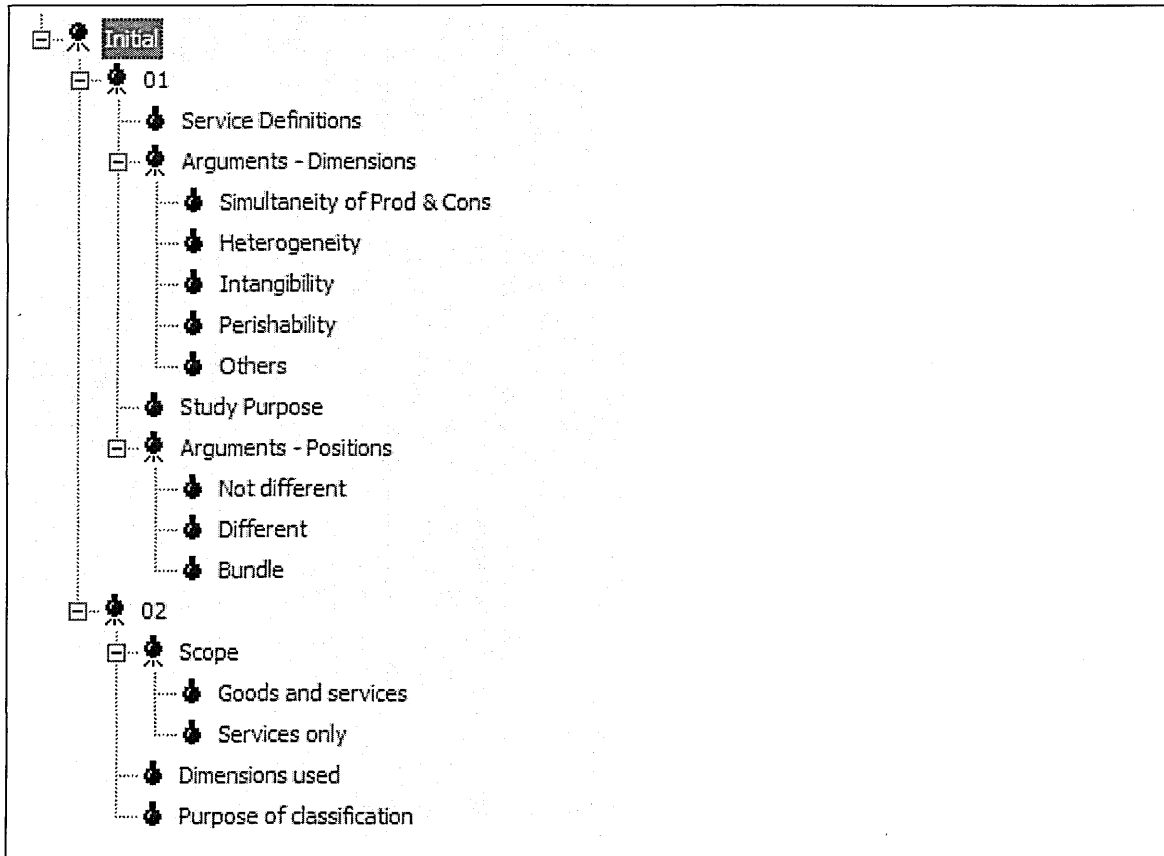 Initial
01
Service Definitions
Arguments - Dimensions
Simultaneity of Prod & Cons
Heterogeneity
Intangibility
Perishability
Others
Study Purpose
Arguments - Positions
Not different
Different
Bundle
02
Scope
Goods and services
Services only
Dimensions used
Purpose of classification